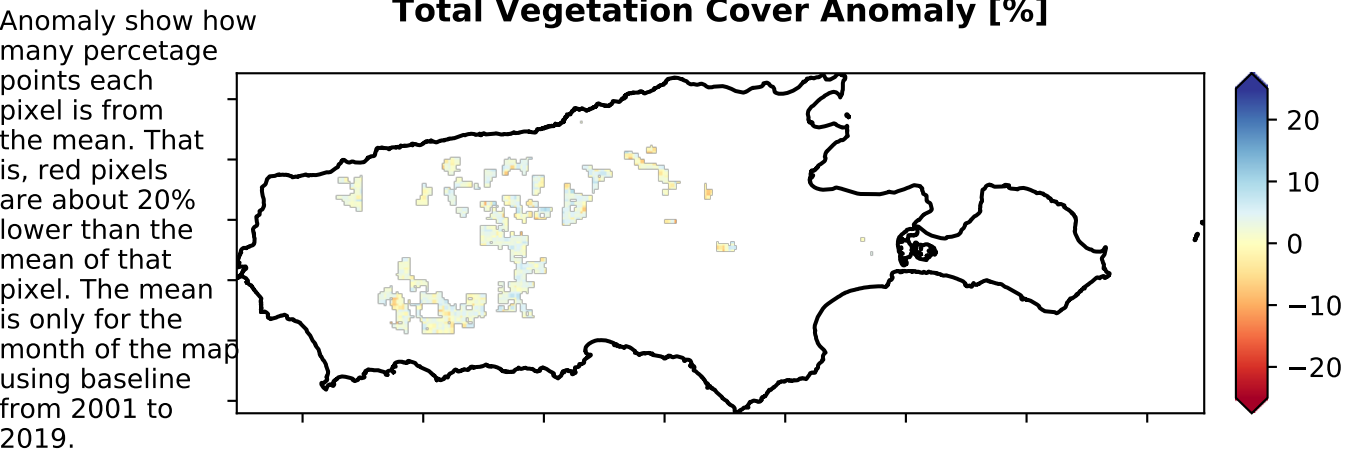 Total Vegetation Cover Anomaly [%]
Anomaly show how
many percetage
points each
pixel is from
the mean. That
is, red pixels
are about 20%
lower than the
mean of that
pixel. The mean
is only for the
month of the map
using baseline
from 2001 to
2019.
20
10
0
−10
−20